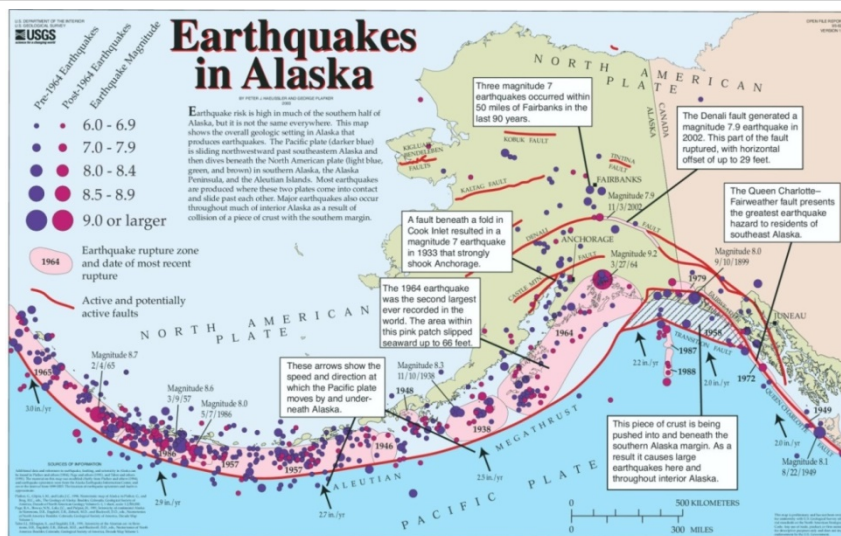 U.S. DEPARTMENT OF THE INTERIOR
U.S. GEOLOGICAL SURVEY
USGS
Earthquakes
in Alaska
BY PETER J. HAEUSSLER AND GEORGE PLAFKER
Pre-1964 Earthquakes
Post-1964 Earthquakes
Earthquake Magnitude
6.0 - 6.9
7.0 - 7.9
8.0 - 8.4
8.5 - 8.9
9.0 or larger
1964
Earthquake rupture zone
and date of most recent
rupture
Active and potentially
active faults
Earthquake risk is high in much of the southern half of
Alaska, but it is not the same everywhere. This map
shows the overall geologic setting in Alaska that
produces earthquakes. The Pacific plate (darker blue)
is sliding northwestward past southeastern Alaska and
then dives beneath the North American plate (light blue,
green, and brown) in southern Alaska, the Alaska
Peninsula, and the Aleutian Islands. Most earthquakes
are produced where these two plates come into contact
and slide past each other. Major earthquakes also occur
throughout much of interior Alaska as a result of
collision of a piece of crust with the southern margin.
NORTH AMERICAN
PLATE
Three magnitude 7
earthquakes occurred within
50 miles of Fairbanks in the
last 90 years.
ALASKA
CANADA
The Denali fault generated a
magnitude 7.9 earthquake in
2002. This part of the fault
ruptured, with horizontal
offset of up to 29 feet.
KOBUK FAULT
FAULTS
KALTAG FAULT
TINTINA
FAULT
FAIRBANKS
Magnitude 7.9
11/3/2002
The Queen Charlotte–
Fairweather fault presents
the greatest earthquake
hazard to residents of
southeast Alaska.
A fault beneath a fold in
Cook Inlet resulted in a
magnitude 7 earthquake
in 1933 that strongly
shook Anchorage.
DENALI
FAULT
ANCHORAGE
FAULT
CASTLE MTN.
Magnitude 9.2
3/27/64
Magnitude 8.0
9/10/1899
1979
The 1964 earthquake
was the second largest
ever recorded in the
world. The area within
this pink patch slipped
seaward up to 66 feet.
1964
JUNEAU
1958
TRANSITION FAULT
1987
1988
1972
2.2 in./yr
2.0 in./yr
QUEEN CHARLOTTE
1949
FAULT
2.0 in./yr
Magnitude 8.1
8/22/1949
NORTH AMERICAN
PLATE
1965
Magnitude 8.7
2/4/65
Magnitude 8.6
3/9/57
Magnitude 8.0
5/7/1986
These arrows show the
speed and direction at
which the Pacific plate
moves by and under-
neath Alaska.
Magnitude 8.3
11/10/1938
1948
1938
1946
1957
1957
1986
3.0 in./yr
2.8 in./yr
2.7 in./yr
2.5 in./yr
ALEUTIAN
MEGATHRUST
PACIFIC PLATE
This piece of crust is being
pushed into and beneath the
southern Alaska margin. As a
result it causes large
earthquakes here and
throughout interior Alaska.
SOURCES OF INFORMATION
0
500 KILOMETERS
0
300 MILES